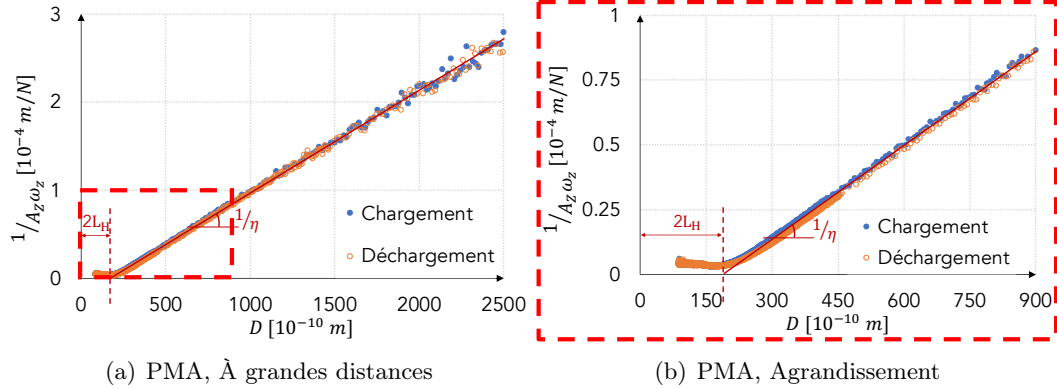 3
2
1
0
1/A_Z ω_Z [10⁻⁴ m/N]
2L_H
1/η
Chargement
Déchargement
0 500 1000 1500 2000 2500
D [10⁻¹⁰ m]
(a) PMA, À grandes distances
1
0.75
0.5
0.25
0
1/A_Z ω_Z [10⁻⁴ m/N]
2L_H
1/η
Chargement
Déchargement
0 150 300 450 600 750 900
D [10⁻¹⁰ m]
(b) PMA, Agrandissement